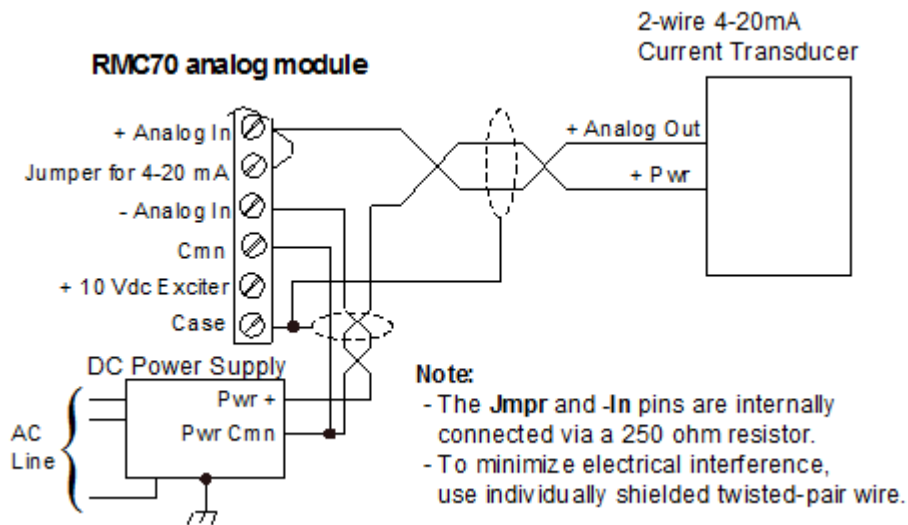 2-wire 4-20mA
Current Transducer
RMC70 analog module
+ Analog In
Jumper for 4-20 mA
- Analog In
Cmn
+ 10 Vdc Exciter
Case
+ Analog Out
+ Pwr
DC Power Supply
Pwr +
Pwr Cmn
AC
Line
Note:
- The Jmpr and -In pins are internally
connected via a 250 ohm resistor.
- To minimize electrical interference,
use individually shielded twisted-pair wire.